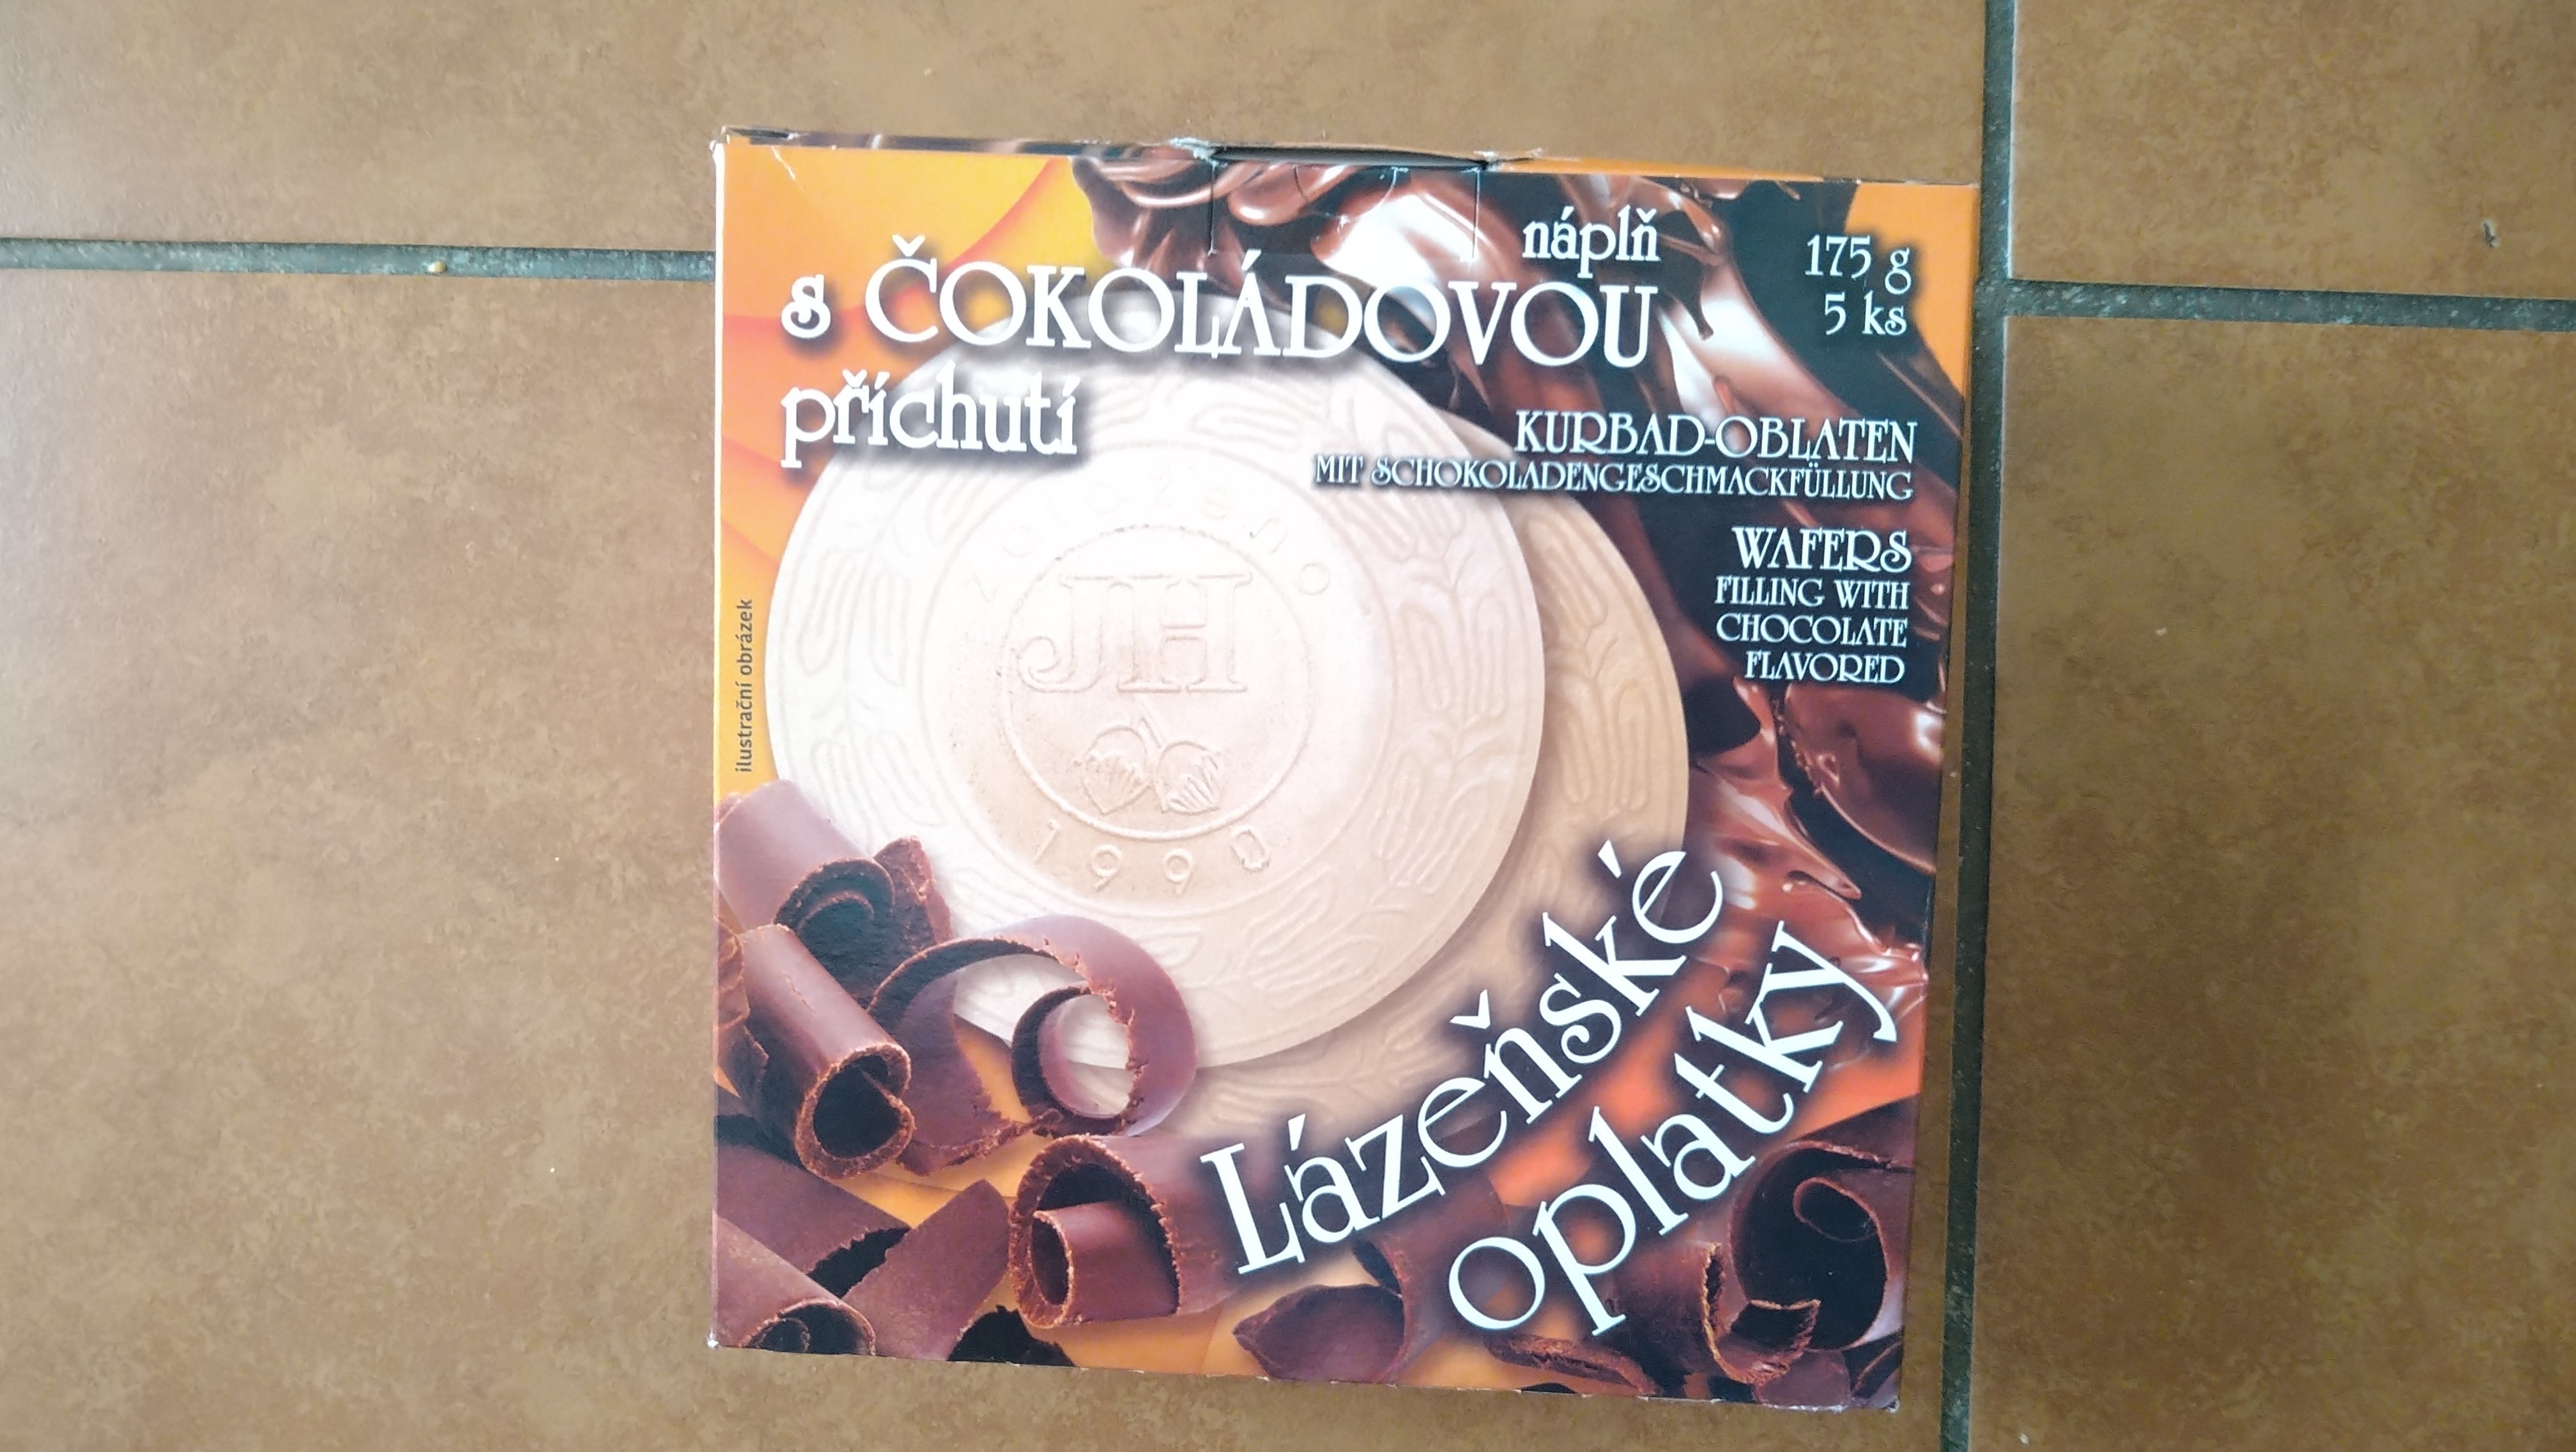 náplň
s ČOKOLÁDOVOU
příchutí
175 g
5 ks
KURBAD-OBLATEN
MIT SCHOKOLADENGESCHMACKFÜLLUNG
WAFERS
FILLING WITH
CHOCOLATE
FLAVORED
ilustrační obrázek
JH
1990
Lázeňské
oplatky